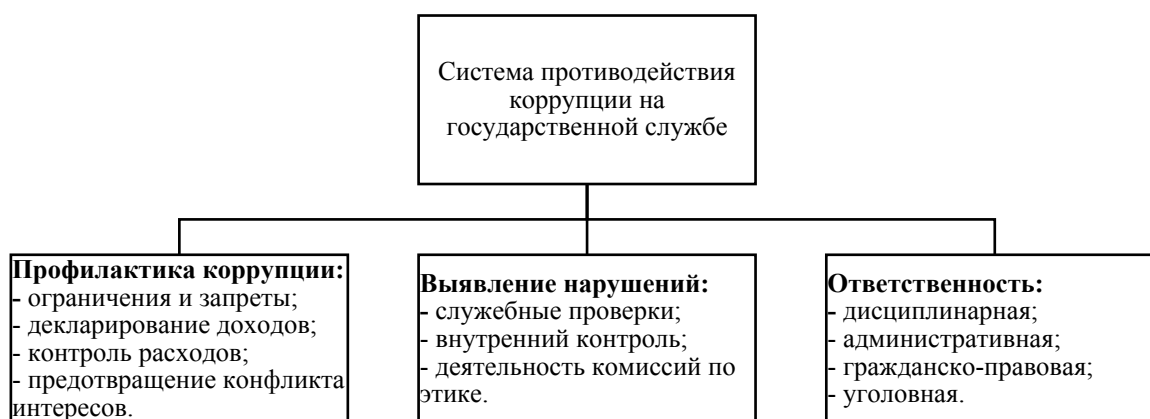 Система противодействия
коррупции на
государственной службе
Профилактика коррупции:
- ограничения и запреты;
- декларирование доходов;
- контроль расходов;
- предотвращение конфликта
интересов.
Выявление нарушений:
- служебные проверки;
- внутренний контроль;
- деятельность комиссий по
этике.
Ответственность:
- дисциплинарная;
- административная;
- гражданско-правовая;
- уголовная.